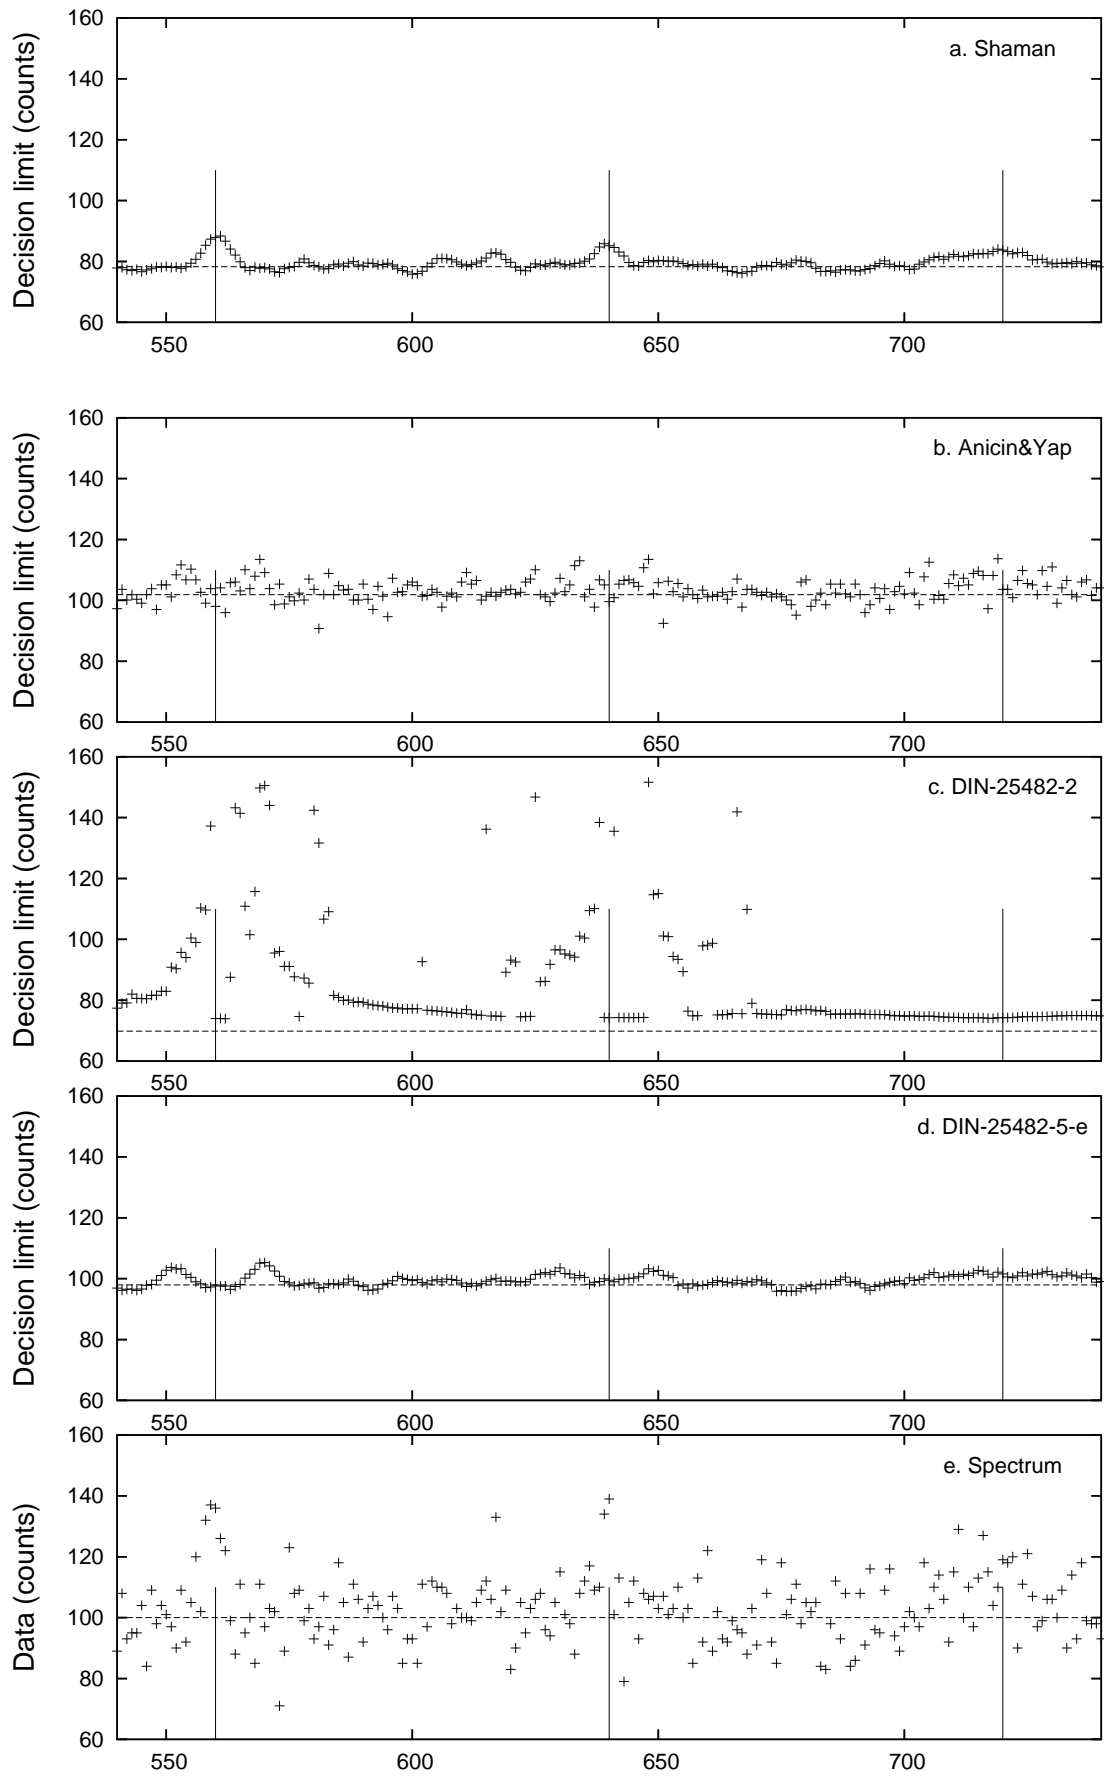 160
140
120
100
80
60
Decision limit (counts)
a. Shaman
550 600 650 700
160
140
120
100
80
60
Decision limit (counts)
b. Anicin&Yap
550 600 650 700
160
140
120
100
80
60
Decision limit (counts)
c. DIN-25482-2
550 600 650 700
160
140
120
100
80
60
Decision limit (counts)
d. DIN-25482-5-e
550 600 650 700
160
140
120
100
80
60
Data (counts)
e. Spectrum
550 600 650 700